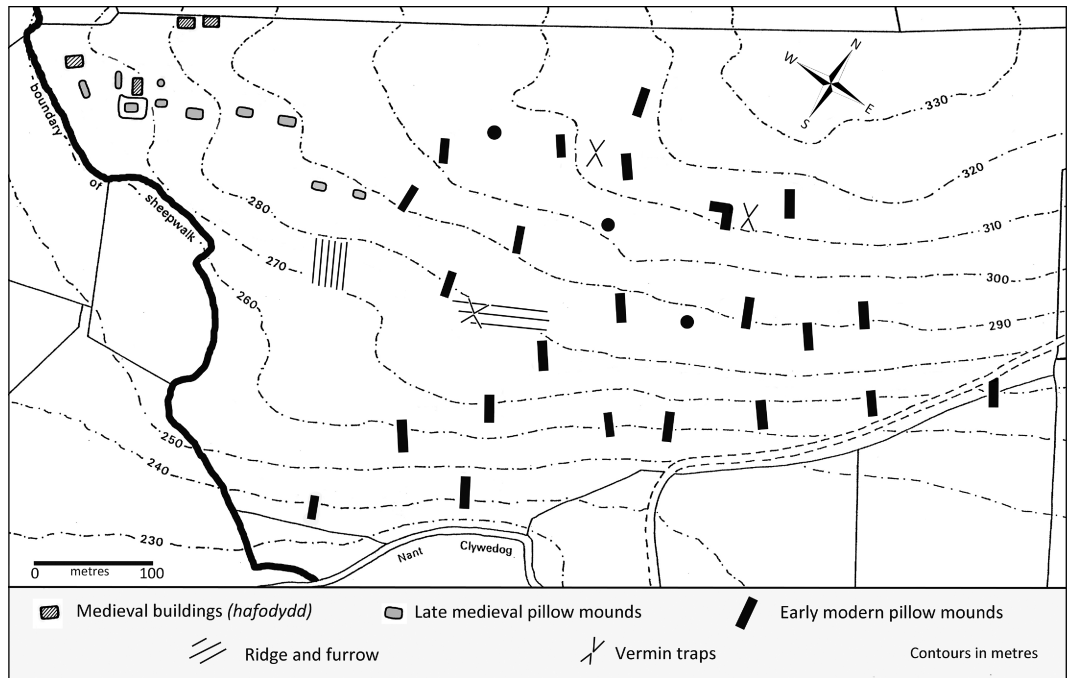 N
W
E
S
330
320
310
300
290
280
270
260
250
240
230
boundary
of
sheepwalk
Nant
Clywedog
0 metres 100
Medieval buildings (hafodydd)
Late medieval pillow mounds
Early modern pillow mounds
Ridge and furrow
Vermin traps
Contours in metres